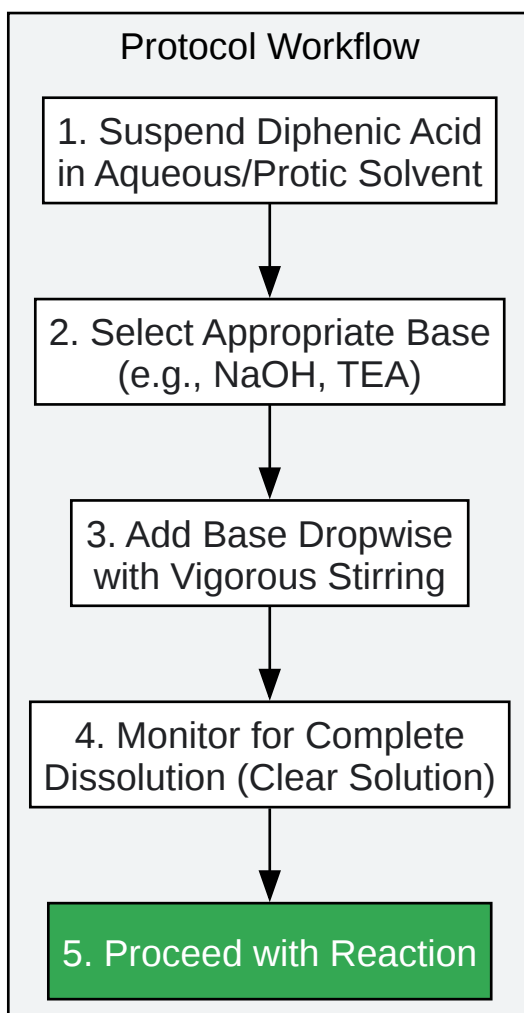 Protocol Workflow
1. Suspend Diphenic Acid
in Aqueous/Protic Solvent
2. Select Appropriate Base
(e.g., NaOH, TEA)
3. Add Base Dropwise
with Vigorous Stirring
4. Monitor for Complete
Dissolution (Clear Solution)
5. Proceed with Reaction